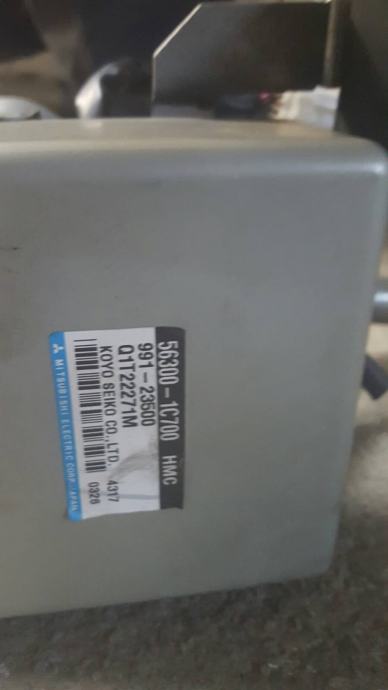 56300-1C700 HMC
991-23500
Q1T22271M
KOYO SEIKO CO.,LTD. 4317
0326
MITSUBISHI ELECTRIC CORP. JAPAN